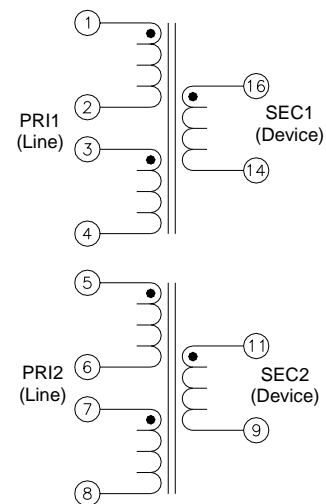 1
16
2
PRI1
(Line)
SEC1
(Device)
3
14
4
5
11
6
PRI2
(Line)
SEC2
(Device)
7
9
8